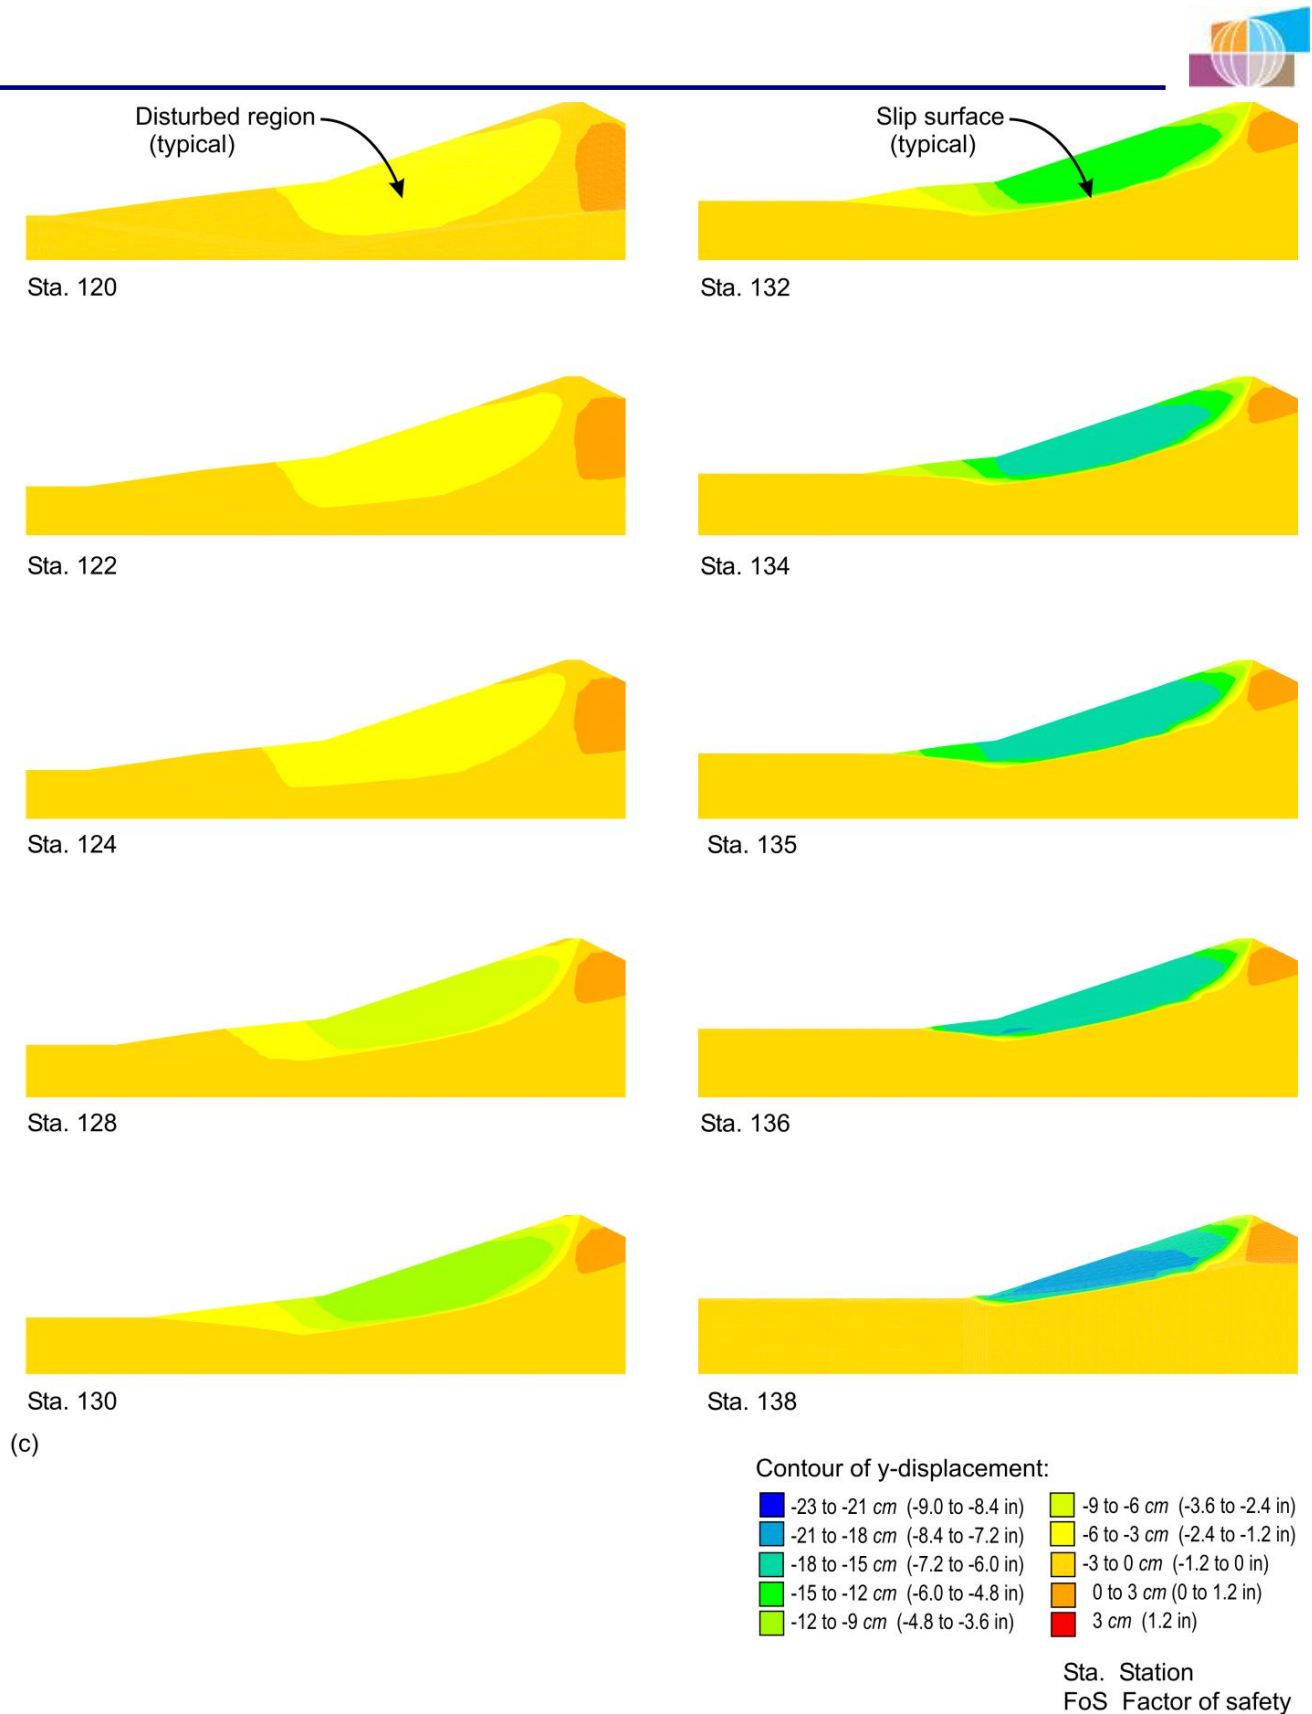 Disturbed region
(typical)
Slip surface
(typical)
Sta. 120
Sta. 132
Sta. 122
Sta. 134
Sta. 124
Sta. 135
Sta. 128
Sta. 136
Sta. 130
Sta. 138
(c)
Contour of y-displacement:
-23 to -21 cm (-9.0 to -8.4 in)
-21 to -18 cm (-8.4 to -7.2 in)
-18 to -15 cm (-7.2 to -6.0 in)
-15 to -12 cm (-6.0 to -4.8 in)
-12 to -9 cm (-4.8 to -3.6 in)
-9 to -6 cm (-3.6 to -2.4 in)
-6 to -3 cm (-2.4 to -1.2 in)
-3 to 0 cm (-1.2 to 0 in)
0 to 3 cm (0 to 1.2 in)
3 cm (1.2 in)
Sta. Station
FoS Factor of safety